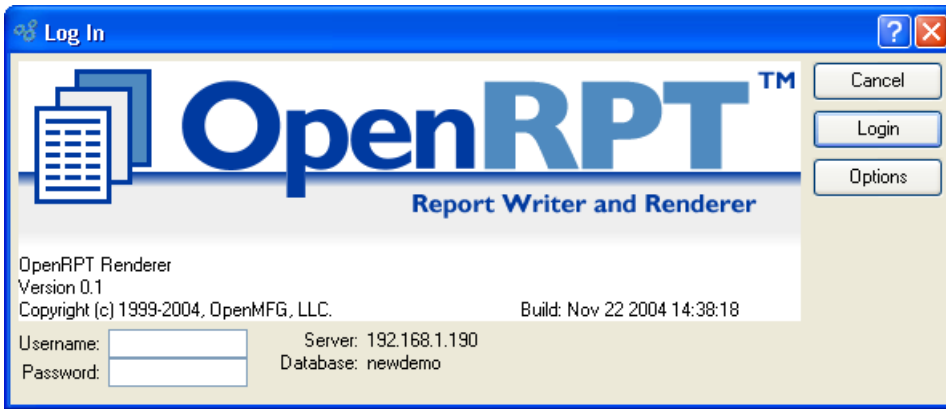 Log In
OpenRPT™
Report Writer and Renderer
Cancel
Login
Options
OpenRPT Renderer
Version 0.1
Copyright (c) 1999-2004, OpenMFG, LLC. Build: Nov 22 2004 14:38:18
Username: Server: 192.168.1.190
Password: Database: newdemo